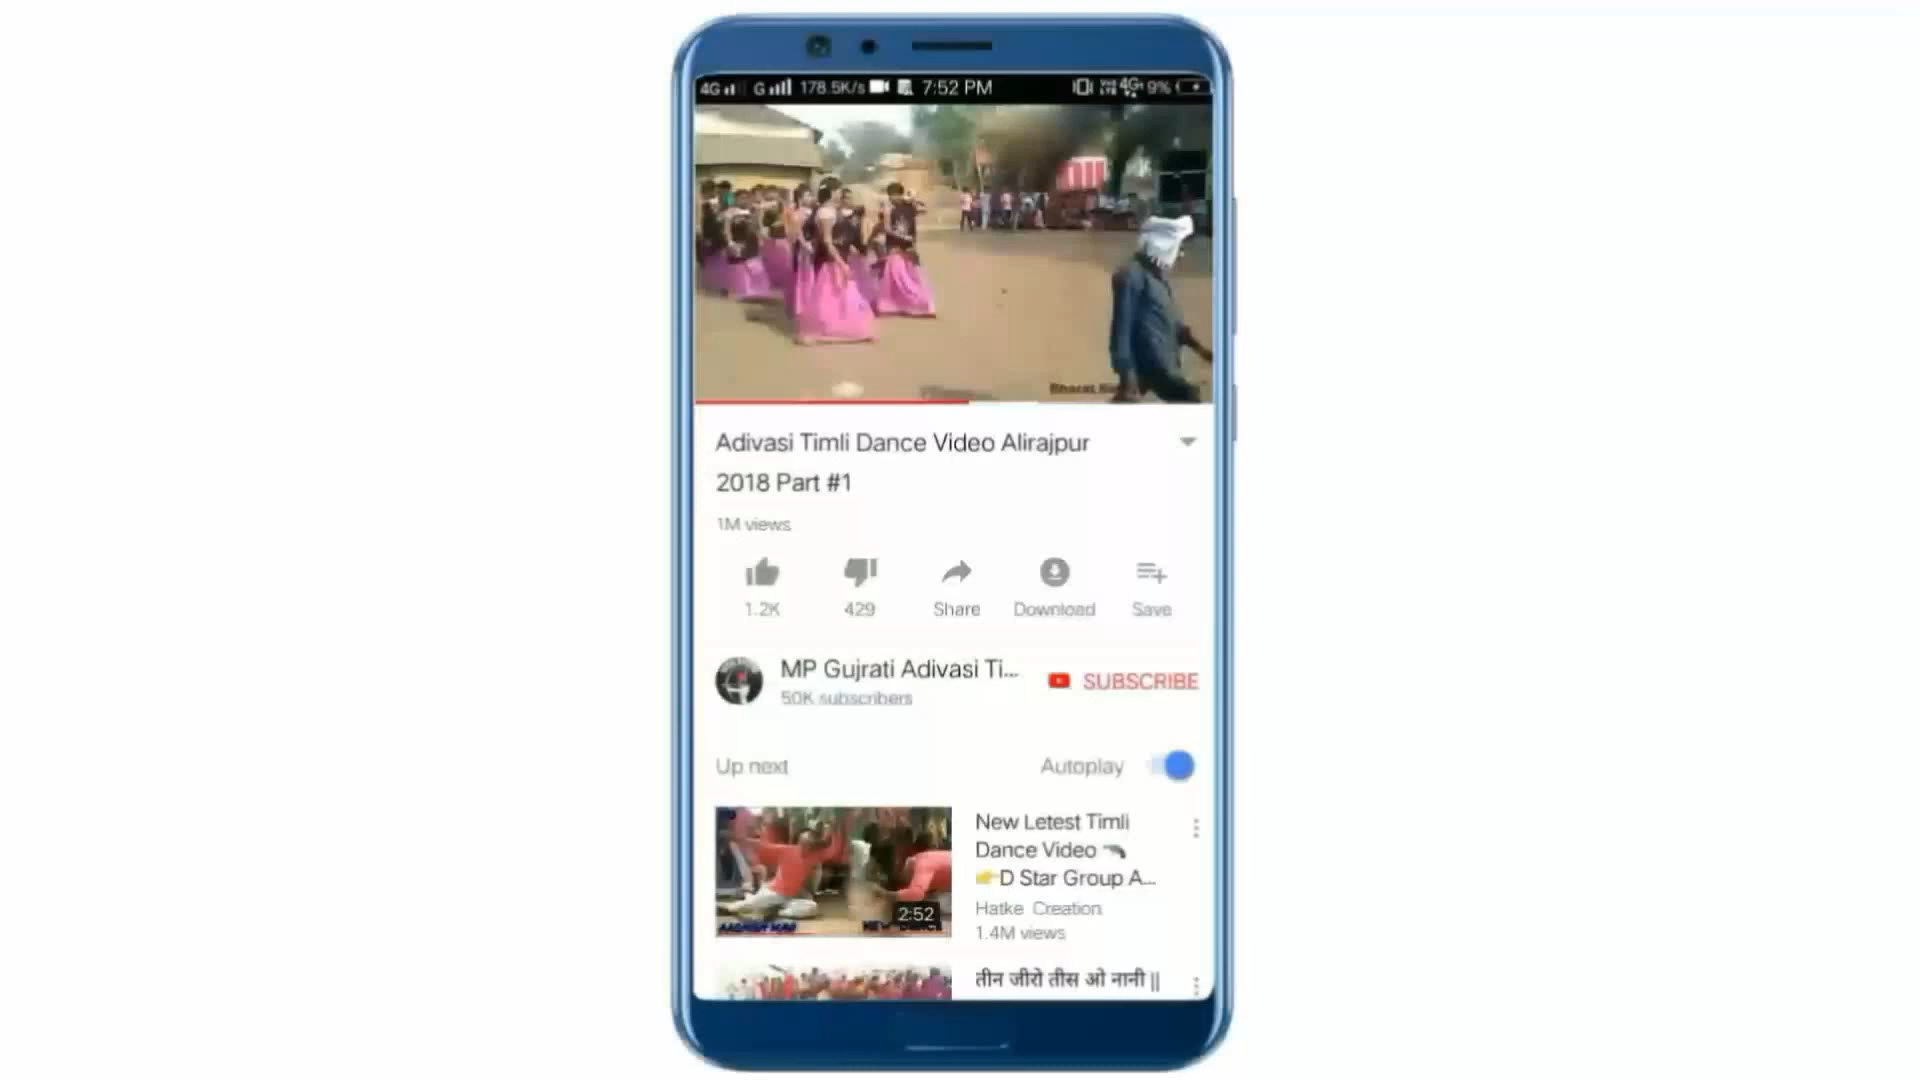 4G G 178.5K/s 7:52 PM 4G+ 9%
Bharat
Adivasi Timli Dance Video Alirajpur
2018 Part #1
1M views
1.2K 429 Share Download Save
MP Gujrati Adivasi Ti... SUBSCRIBE
50K subscribers
Up next Autoplay
New Letest Timli
Dance Video
D Star Group A...
Hatke Creation
1.4M views
2:52
तीन जीरो तीस ओ नानी ||